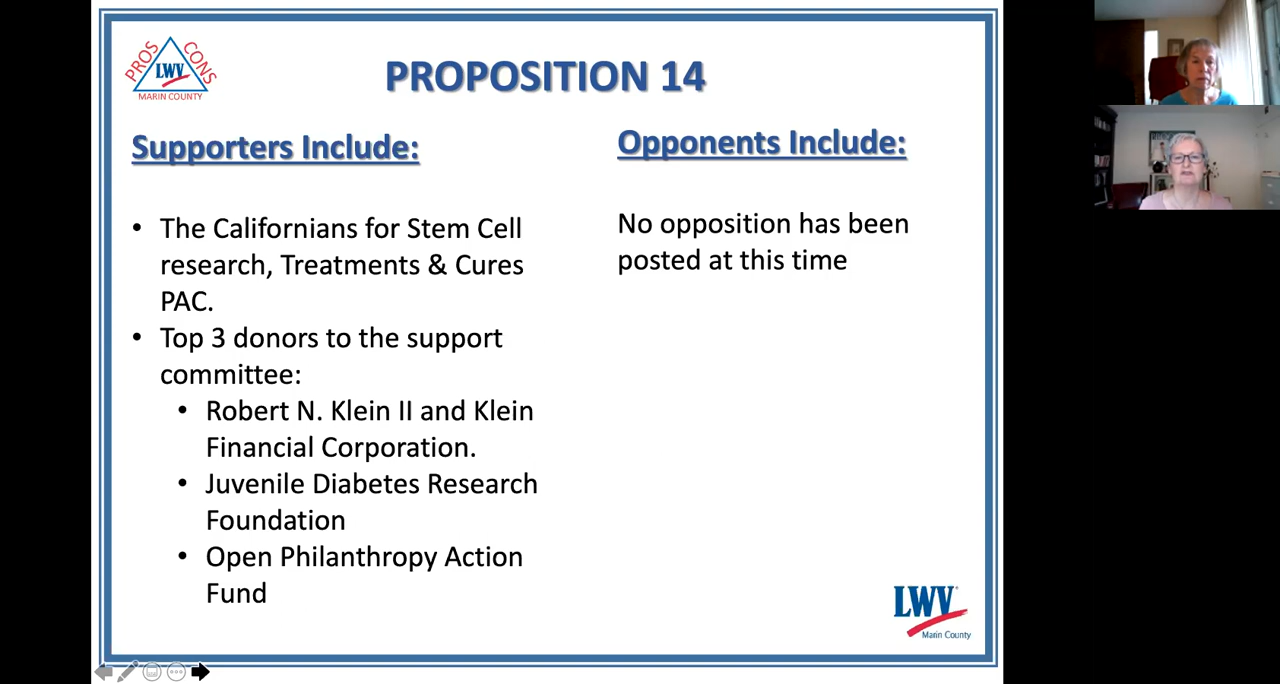 PROS
CONS
LWV
MARIN COUNTY
PROPOSITION 14
Supporters Include:
• The Californians for Stem Cell
research, Treatments & Cures
PAC.
• Top 3 donors to the support
committee:
• Robert N. Klein II and Klein
Financial Corporation.
• Juvenile Diabetes Research
Foundation
• Open Philanthropy Action
Fund
Opponents Include:
No opposition has been
posted at this time
LWV
Marin County